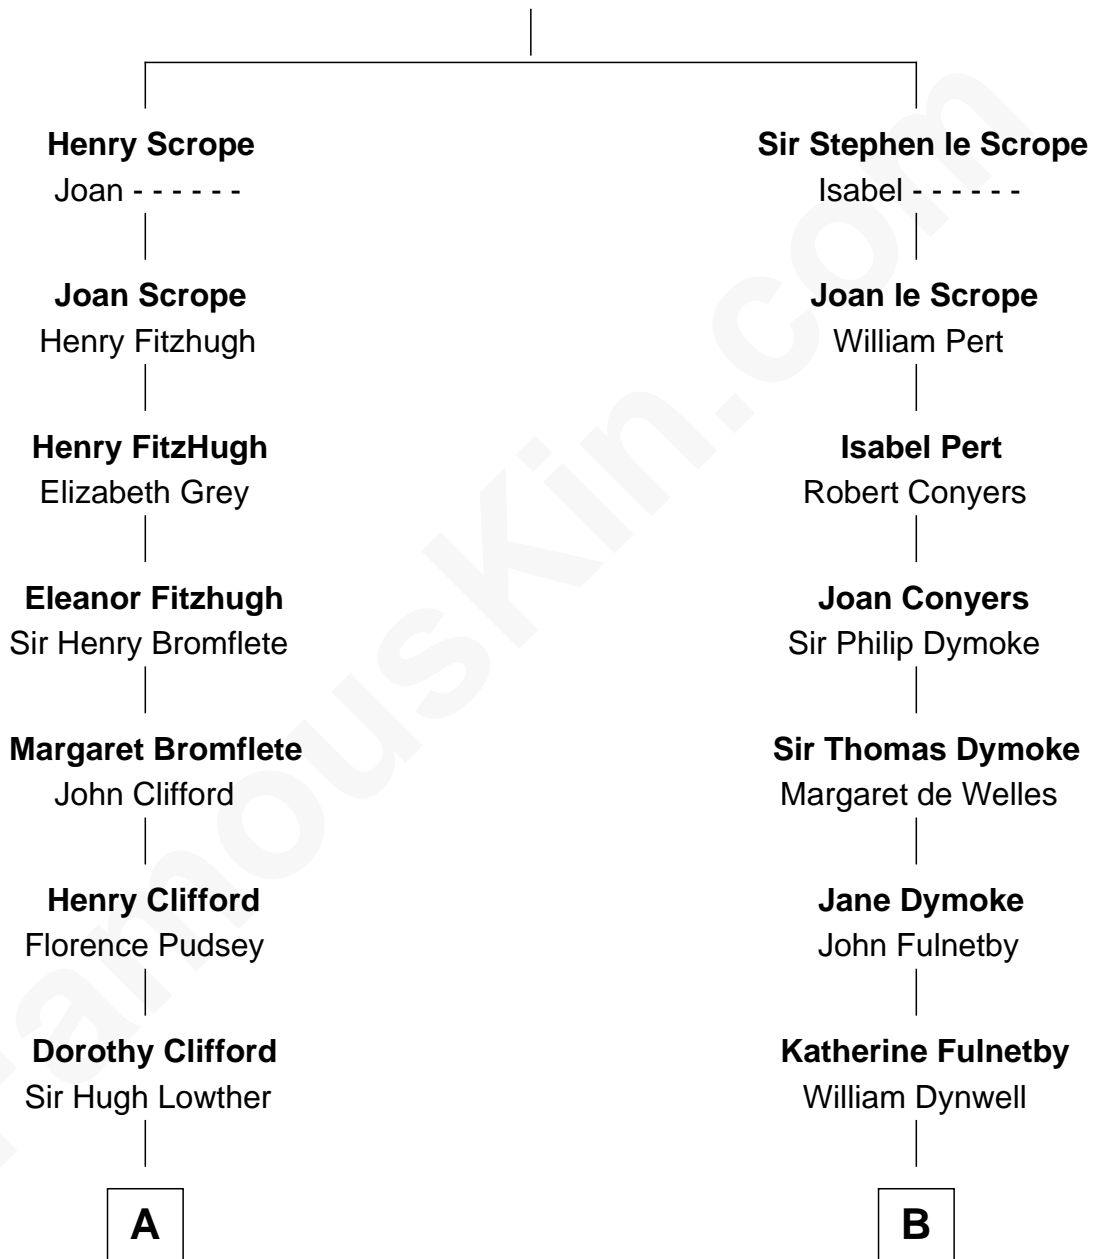 Henry Scrope
Joan - - - - - -
Joan Scrope
Henry Fitzhugh
Henry FitzHugh
Elizabeth Grey
Eleanor Fitzhugh
Sir Henry Bromflete
Margaret Bromflete
John Clifford
Henry Clifford
Florence Pudsey
Dorothy Clifford
Sir Hugh Lowther
A
Sir Stephen le Scrope
Isabel - - - - - -
Joan le Scrope
William Pert
Isabel Pert
Robert Conyers
Joan Conyers
Sir Philip Dymoke
Sir Thomas Dymoke
Margaret de Welles
Jane Dymoke
John Fulnetby
Katherine Fulnetby
William Dynwell
B
FamousKin.com